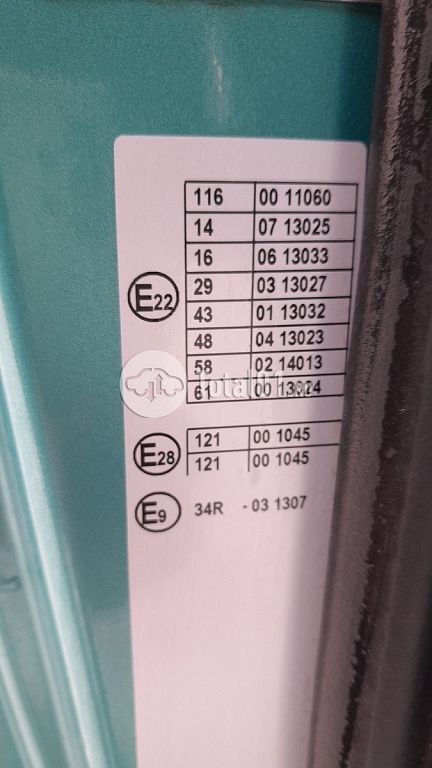 116 00 11060
14 07 13025
16 06 13033
29 03 13027
E22 43 01 13032
48 04 13023
58 02 14013
61 00 13024
121 00 1045
E28 121 00 1045
E9 34R - 03 1307